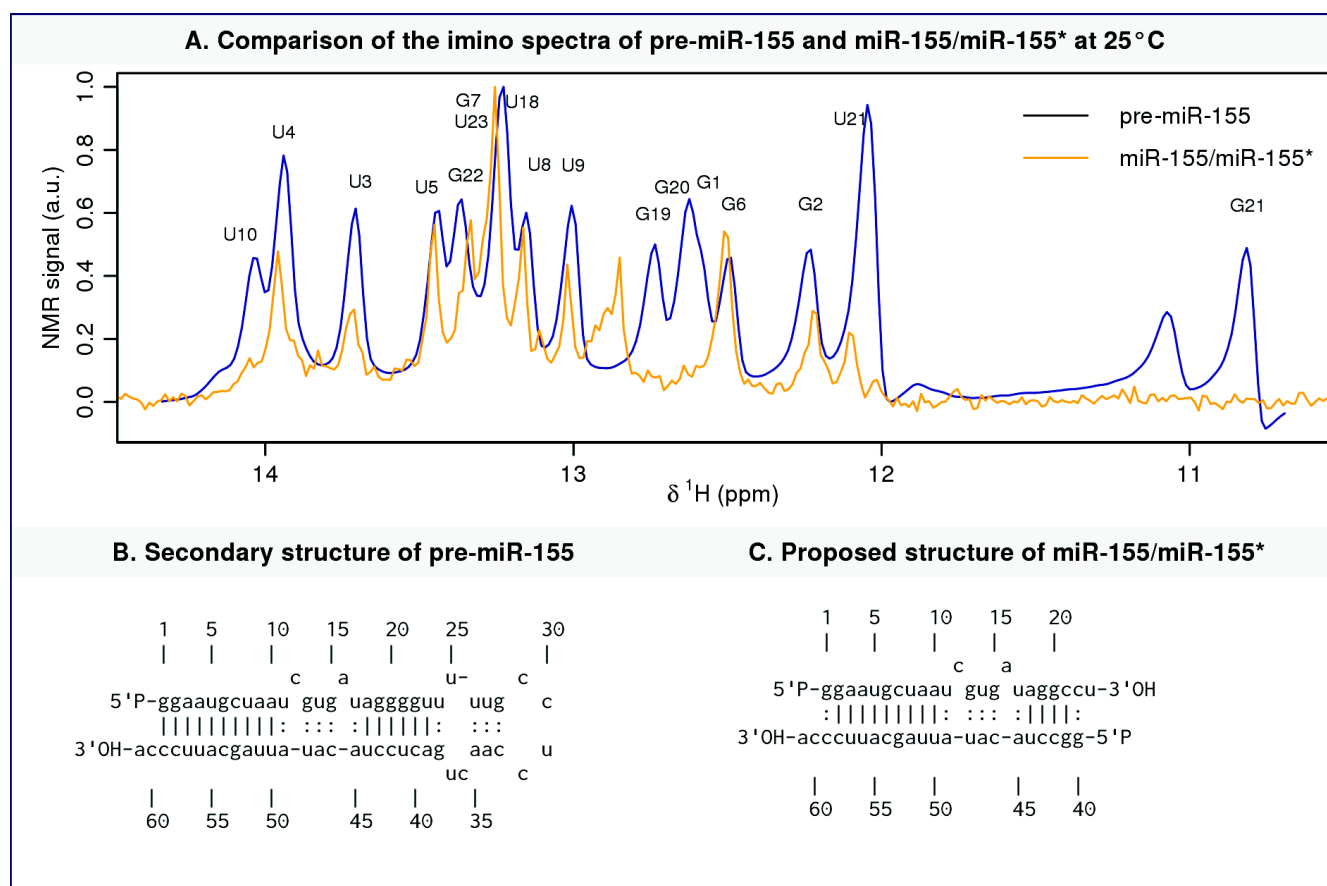 A. Comparison of the imino spectra of pre-miR-155 and miR-155/miR-155* at 25°C
NMR signal (a.u.)
1.0
0.8
0.6
0.4
0.2
0.0
U10
U4
U3
U5
G22
G7
U23
U18
U8
U9
G19
G20
G1
G6
G2
U21
G21
pre-miR-155
miR-155/miR-155*
14
13
12
11
δ ¹H (ppm)
B. Secondary structure of pre-miR-155
1 5 10 15 20 25 30
| | | | | | |
c a u- c
5'P-ggaaugcuaau gug uagggguu uug c
||||||||||: ::: ||||||: :::
3'OH-acccuuacgauua-uac-auccucag aac u
uc c
| | | | | |
60 55 50 45 40 35
C. Proposed structure of miR-155/miR-155*
1 5 10 15 20
| | | | |
c a
5'P-ggaaugcuaau gug uaggccu-3'OH
:|||||||||: ::: :||||:
3'OH-acccuuacgauua-uac-auccgg-5'P
| | | | |
60 55 50 45 40